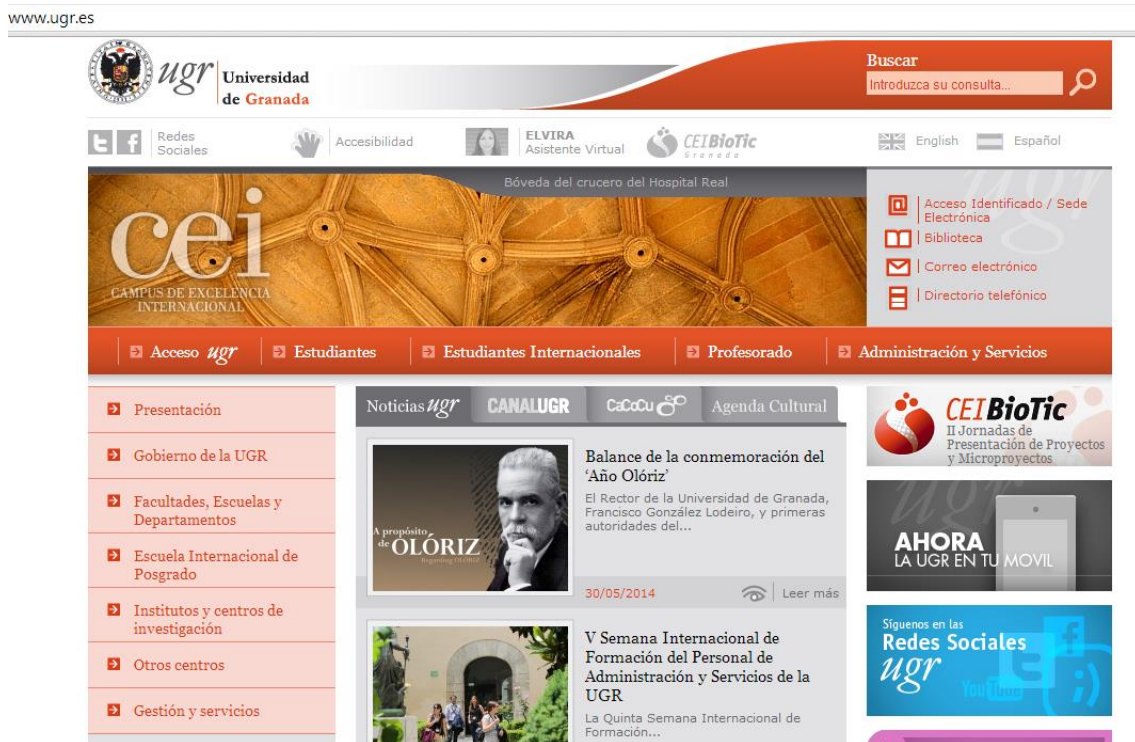 www.ugr.es
ugr Universidad
de Granada
Buscar
Introduzca su consulta...
Redes
Sociales
Accesibilidad
ELVIRA
Asistente Virtual
CEIBioTic
Granada
English
Español
Bóveda del crucero del Hospital Real
cei
CAMPUS DE EXCELENCIA
INTERNACIONAL
ugr
Acceso Identificado / Sede
Electrónica
Biblioteca
Correo electrónico
Directorio telefónico
Acceso ugr
Estudiantes
Estudiantes Internacionales
Profesorado
Administración y Servicios
Presentación
Gobierno de la UGR
Facultades, Escuelas y
Departamentos
Escuela Internacional de
Posgrado
Institutos y centros de
investigación
Otros centros
Gestión y servicios
Noticias ugr
CANALUGR
CaCoCu
Agenda Cultural
A propósito
de OLÓRIZ
Regarding OLÓRIZ
Balance de la conmemoración del
‘Año Olóriz’
El Rector de la Universidad de Granada,
Francisco González Lodeiro, y primeras
autoridades del...
30/05/2014
Leer más
V Semana Internacional de
Formación del Personal de
Administración y Servicios de la
UGR
La Quinta Semana Internacional de
Formación...
CEIBioTic
II Jornadas de
Presentación de Proyectos
y Microproyectos
ugr
AHORA
LA UGR EN TU MOVIL
Síguenos en las
Redes Sociales
ugr
YouTube